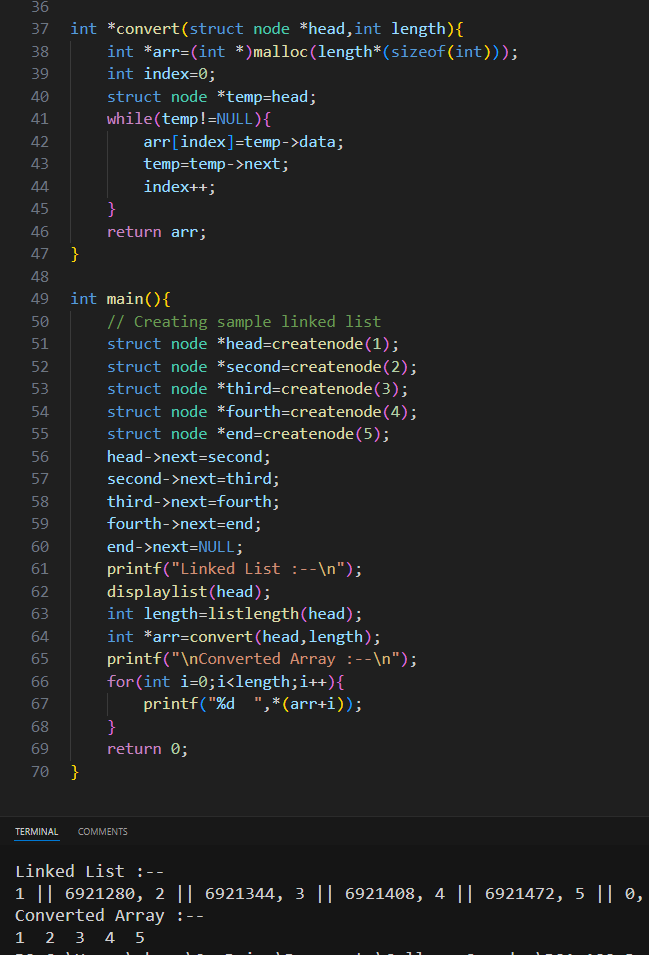 36
37 int *convert(struct node *head,int length){
38     int *arr=(int *)malloc(length*(sizeof(int)));
39     int index=0;
40     struct node *temp=head;
41     while(temp!=NULL){
42         arr[index]=temp->data;
43         temp=temp->next;
44         index++;
45     }
46     return arr;
47 }
48
49 int main(){
50     // Creating sample linked list
51     struct node *head=createnode(1);
52     struct node *second=createnode(2);
53     struct node *third=createnode(3);
54     struct node *fourth=createnode(4);
55     struct node *end=createnode(5);
56     head->next=second;
57     second->next=third;
58     third->next=fourth;
59     fourth->next=end;
60     end->next=NULL;
61     printf("Linked List :--\n");
62     displaylist(head);
63     int length=listlength(head);
64     int *arr=convert(head,length);
65     printf("\nConverted Array :--\n");
66     for(int i=0;i<length;i++){
67         printf("%d  ",*(arr+i));
68     }
69     return 0;
70 }
TERMINAL COMMENTS
Linked List :--
1 || 6921280, 2 || 6921344, 3 || 6921408, 4 || 6921472, 5 || 0,
Converted Array :--
1  2  3  4  5